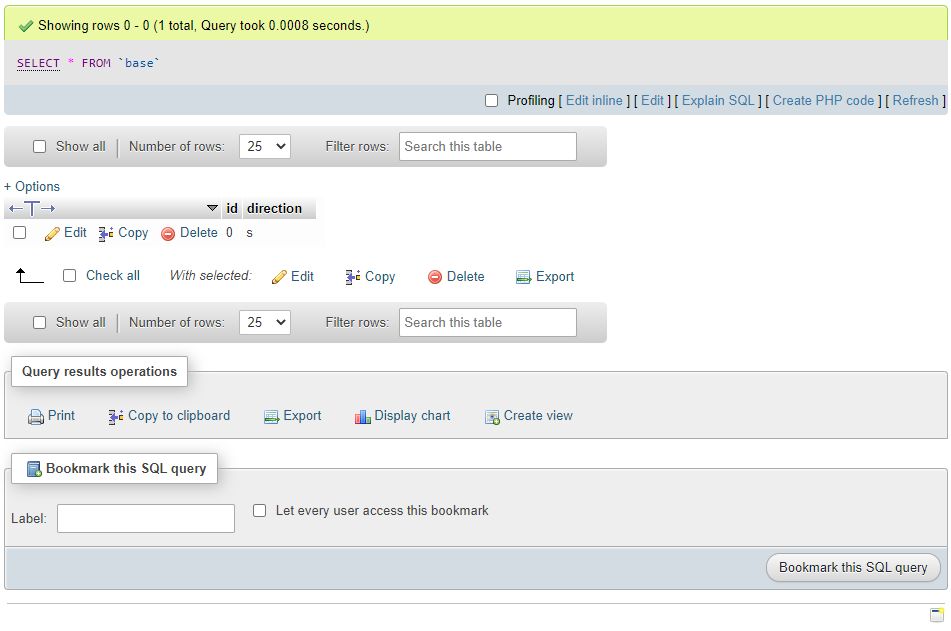 Showing rows 0 - 0 (1 total, Query took 0.0008 seconds.)
SELECT * FROM `base`
Profiling [ Edit inline ] [ Edit ] [ Explain SQL ] [ Create PHP code ] [ Refresh ]
Show all | Number of rows: 25 Filter rows: Search this table
+ Options
←T→ id direction
Edit Copy Delete 0 s
Check all With selected: Edit Copy Delete Export
Show all | Number of rows: 25 Filter rows: Search this table
Query results operations
Print Copy to clipboard Export Display chart Create view
Bookmark this SQL query
Label: Let every user access this bookmark
Bookmark this SQL query